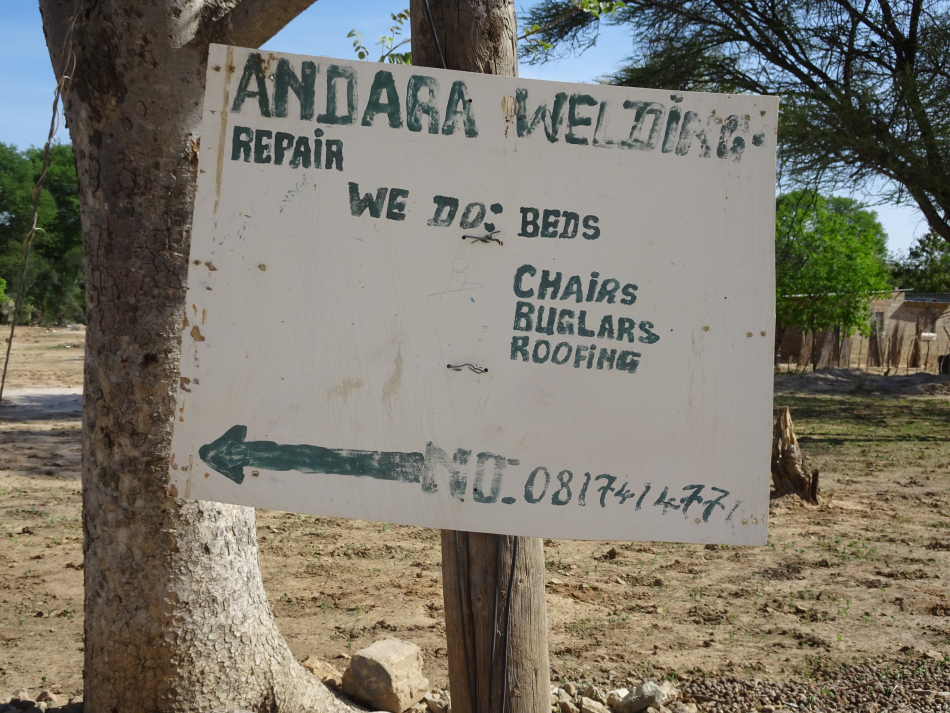 ANDARA WELDING
REPAIR
WE DO: BEDS
CHAIRS
BUGLARS
ROOFING
NO. 0817414771